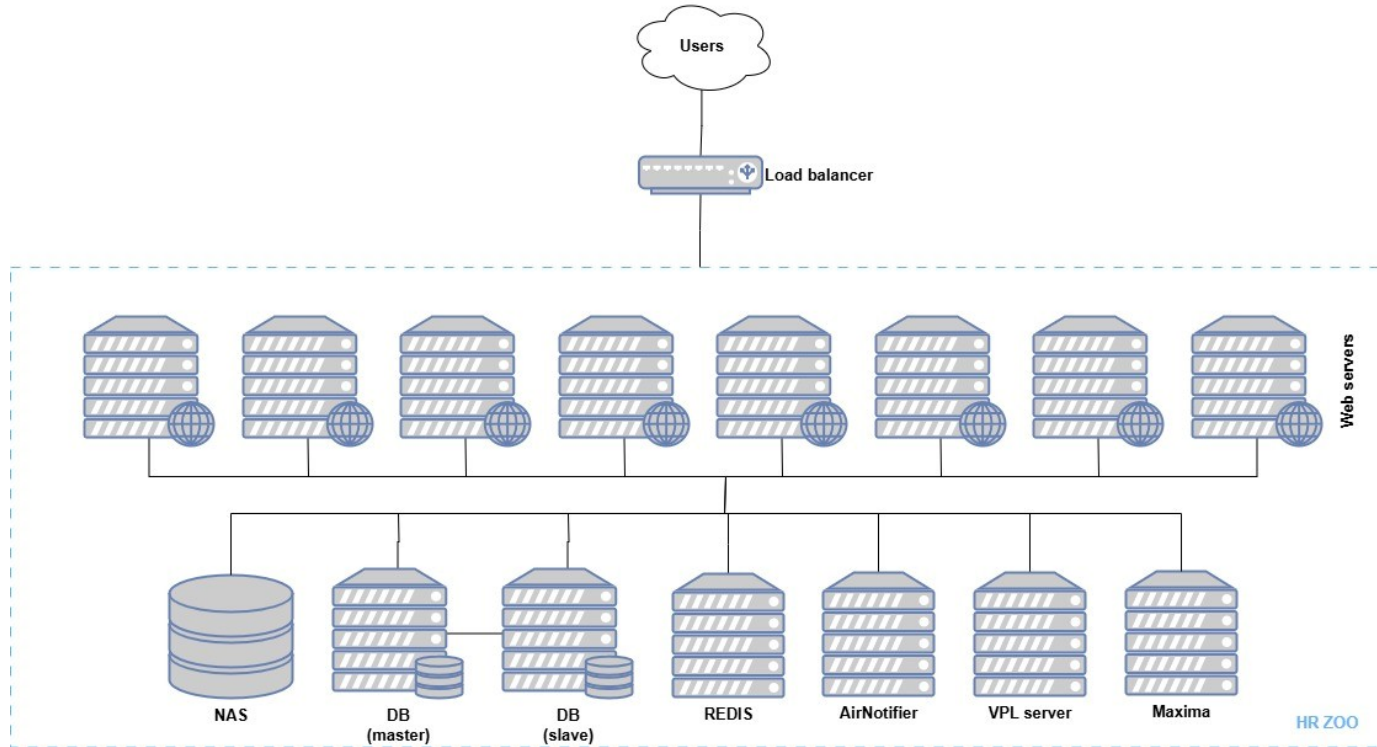 Users
Load balancer
Web servers
NAS
DB
(master)
DB
(slave)
REDIS
AirNotifier
VPL server
Maxima
HR ZOO